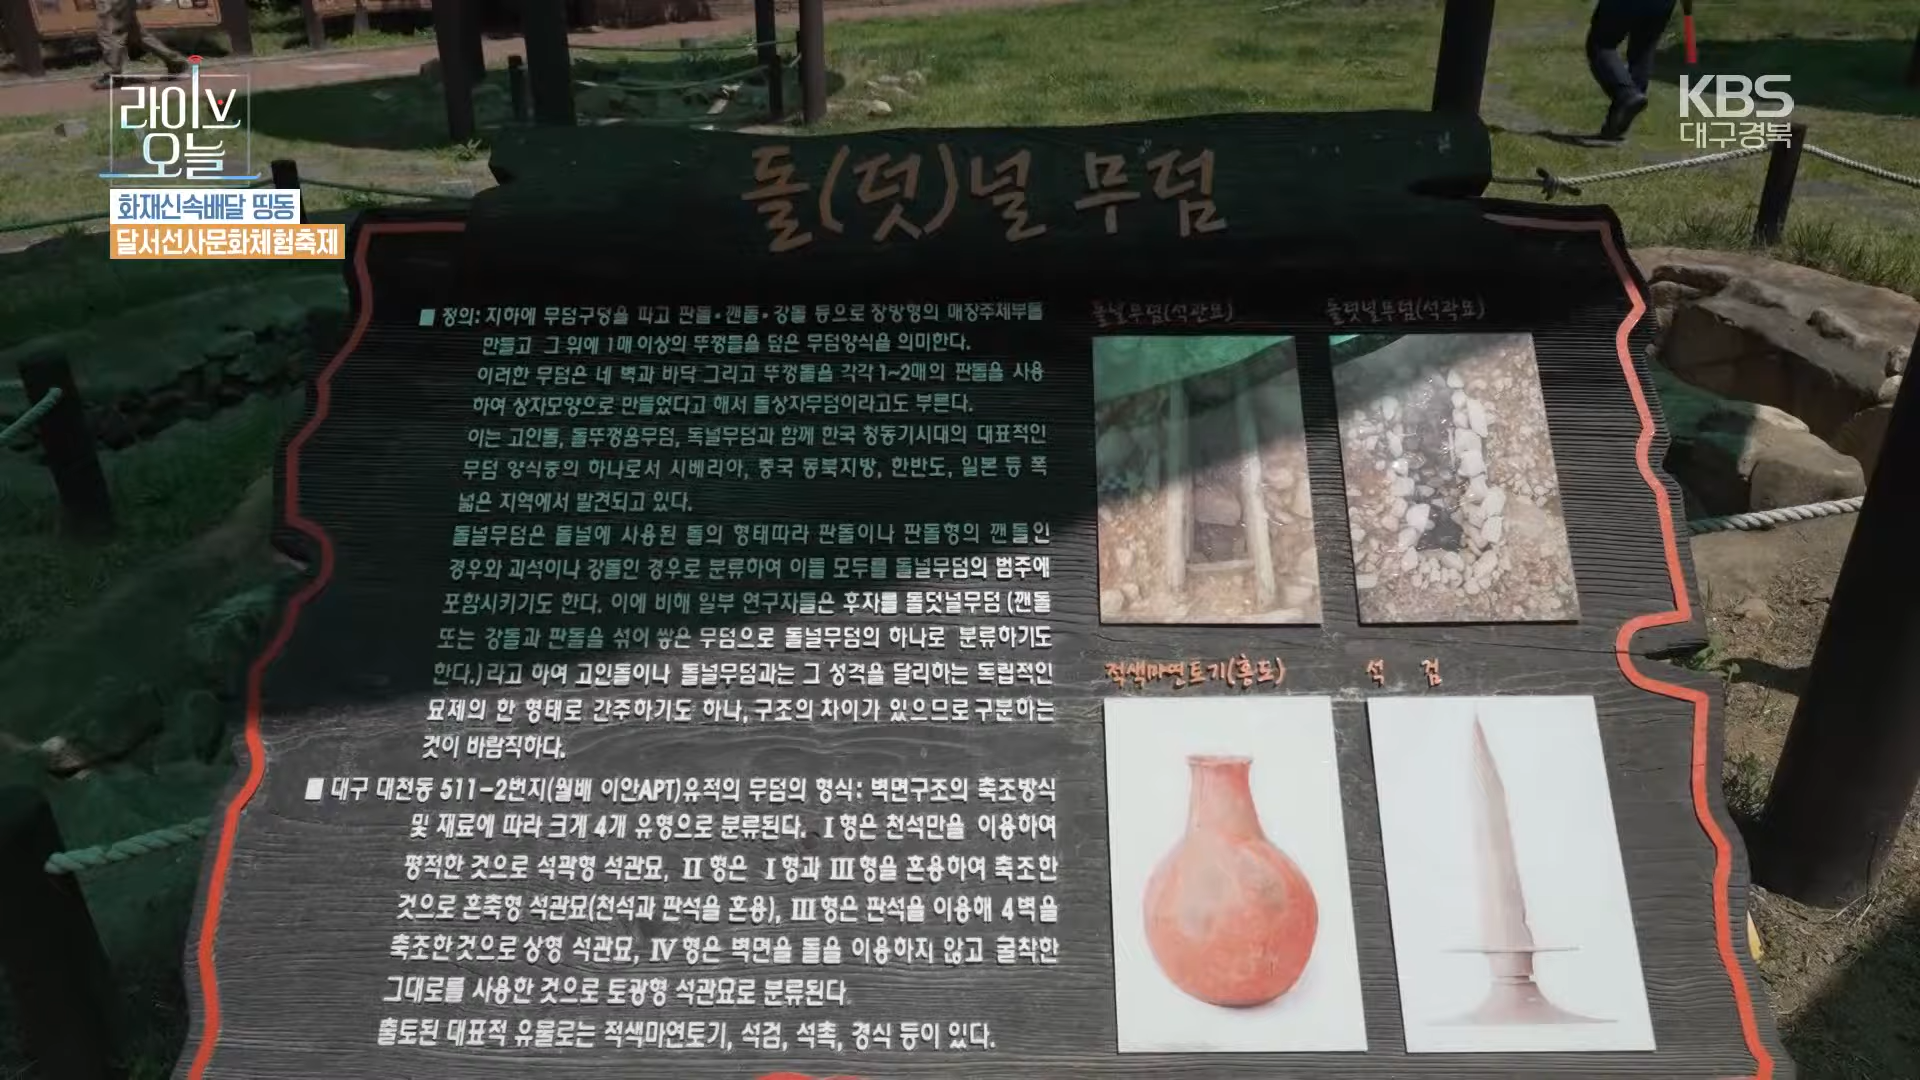 라이브
오늘
화재신속배달 띵동
달서선사문화체험축제
KBS
대구경북
돌(덧)널 무덤
■ 정의: 지하에 무덤구덩을 파고 판돌·깬돌·강돌 등으로 장방형의 매장주체부를
만들고 그 위에 1매 이상의 뚜껑들을 덮은 무덤양식을 의미한다.
이러한 무덤은 네 벽과 바닥 그리고 뚜껑돌을 각각 1~2매의 판돌을 사용
하여 상자모양으로 만들었다고 해서 돌상자무덤이라고도 부른다.
이는 고인돌, 돌뚜껑움무덤, 독널무덤과 함께 한국 청동기시대의 대표적인
무덤 양식중의 하나로서 시베리아, 중국 동북지방, 한반도, 일본 등 폭
넓은 지역에서 발견되고 있다.
돌널무덤은 돌널에 사용된 돌의 형태따라 판돌이나 판돌형의 깬돌인
경우와 괴석이나 강돌인 경우로 분류하여 이들 모두를 돌널무덤의 범주에
포함시키기도 한다. 이에 비해 일부 연구자들은 후자를 돌덧널무덤 (깬돌
또는 강돌과 판돌을 섞어 쌓은 무덤으로 돌널무덤의 하나로 분류하기도
한다.) 라고 하여 고인돌이나 돌널무덤과는 그 성격을 달리하는 독립적인
묘제의 한 형태로 간주하기도 하나, 구조의 차이가 있으므로 구분하는
것이 바람직하다.
■ 대구 대천동 511-2번지(월배 이안APT)유적의 무덤의 형식: 벽면구조의 축조방식
및 재료에 따라 크게 4개 유형으로 분류된다. Ⅰ형은 천석만을 이용하여
평적한 것으로 석곽형 석관묘, Ⅱ형은 Ⅰ형과 Ⅲ형을 혼용하여 축조한
것으로 혼축형 석관묘(천석과 판석을 혼용), Ⅲ형은 판석을 이용해 4벽을
축조한것으로 상형 석관묘, Ⅳ형은 벽면을 돌을 이용하지 않고 굴착한
그대로를 사용한 것으로 토광형 석관묘로 분류된다
출토된 대표적 유물로는 적색마연토기, 석검, 석촉, 경식 등이 있다.
돌널무덤(석관묘)
돌덧널무덤(석곽묘)
적색마연토기(홍도)
석 검